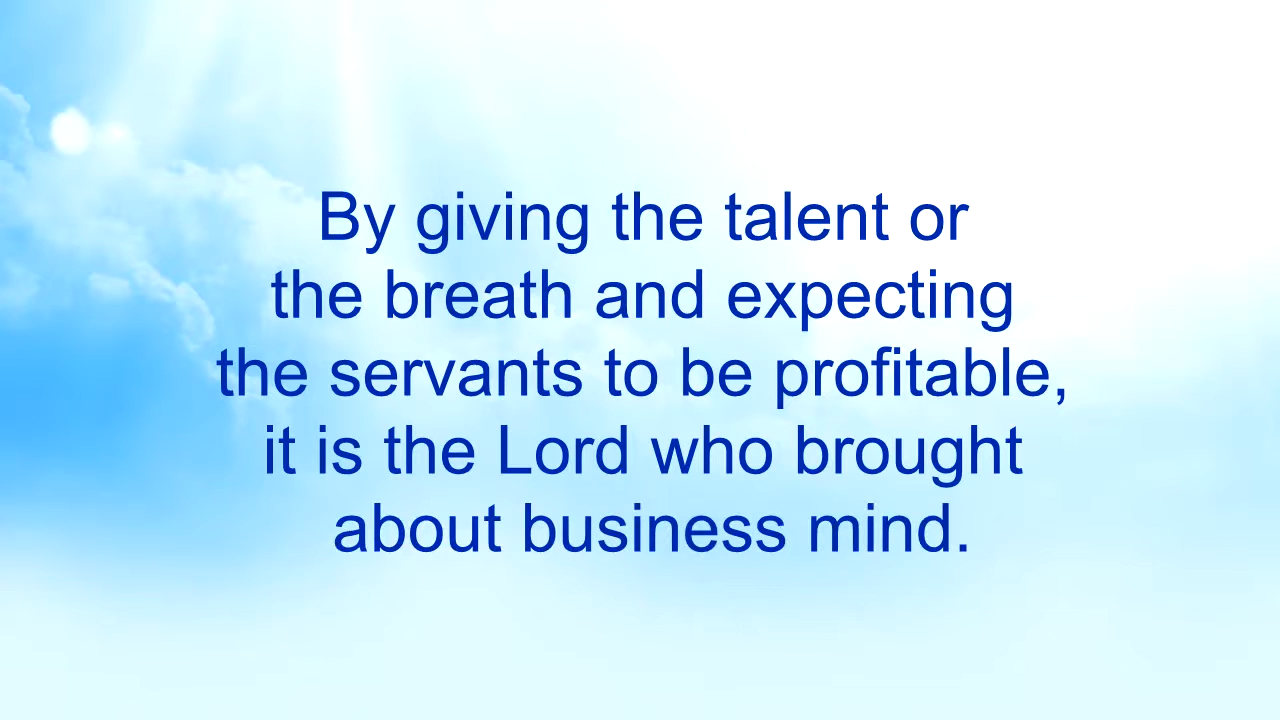 By giving the talent or
the breath and expecting
the servants to be profitable,
it is the Lord who brought
about business mind.